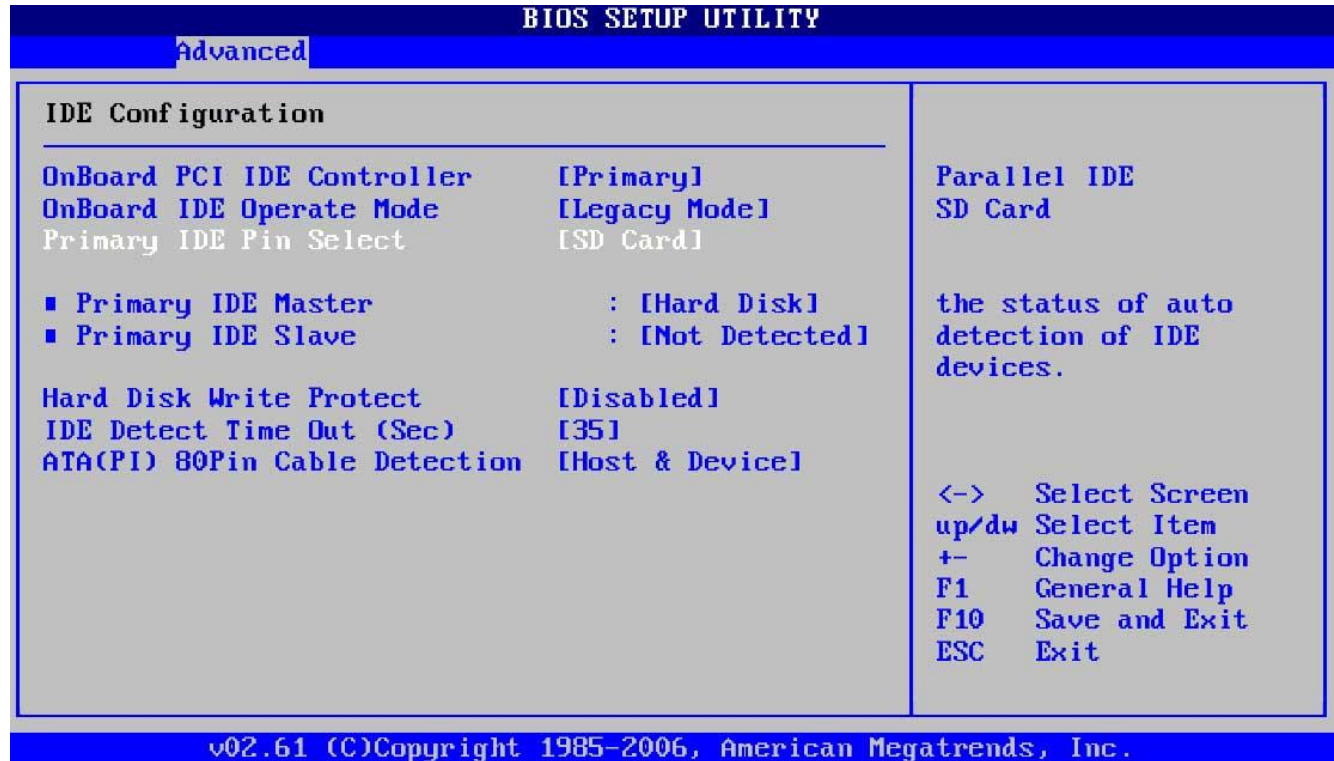 BIOS SETUP UTILITY
Advanced
IDE Configuration
OnBoard PCI IDE Controller [Primary]
OnBoard IDE Operate Mode [Legacy Mode]
Primary IDE Pin Select [SD Card]
Primary IDE Master : [Hard Disk]
Primary IDE Slave : [Not Detected]
Hard Disk Write Protect [Disabled]
IDE Detect Time Out (Sec) [35]
ATA(PI) 80Pin Cable Detection [Host & Device]
Parallel IDE
SD Card
the status of auto
detection of IDE
devices.
<-> Select Screen
up/dw Select Item
+- Change Option
F1 General Help
F10 Save and Exit
ESC Exit
v02.61 (C)Copyright 1985-2006, American Megatrends, Inc.